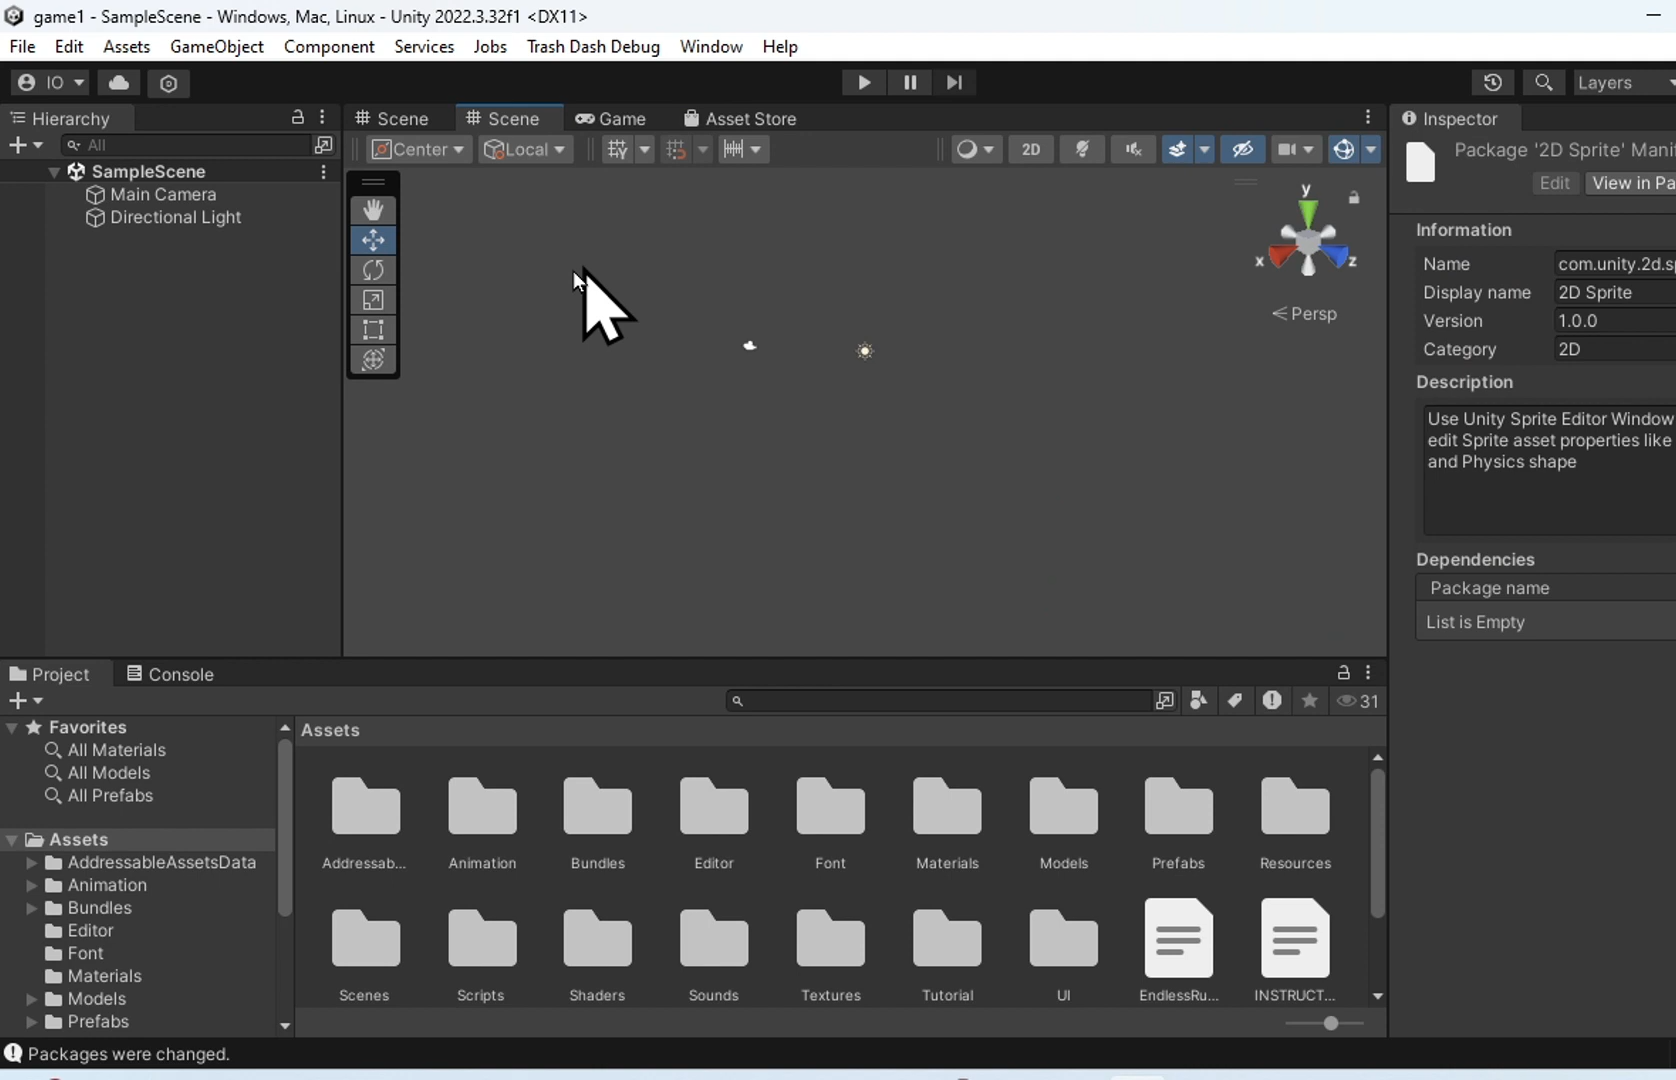 game1 - SampleScene - Windows, Mac, Linux - Unity 2022.3.32f1 <DX11>
File Edit Assets GameObject Component Services Jobs Trash Dash Debug Window Help
IO Layers
Hierarchy
All
SampleScene
Main Camera
Directional Light
Scene Scene Game Asset Store
Center Local 2D
y
x z
Persp
Inspector
Package '2D Sprite' Mani
Edit View in Pa
Information
Name com.unity.2d.s
Display name 2D Sprite
Version 1.0.0
Category 2D
Description
Use Unity Sprite Editor Window
edit Sprite asset properties like
and Physics shape
Dependencies
Package name
List is Empty
Project Console
31
Favorites
All Materials
All Models
All Prefabs
Assets
AddressableAssetsData
Animation
Bundles
Editor
Font
Materials
Models
Prefabs
Assets
Addressab... Animation Bundles Editor Font Materials Models Prefabs Resources
Scenes Scripts Shaders Sounds Textures Tutorial UI EndlessRu... INSTRUCT...
Packages were changed.